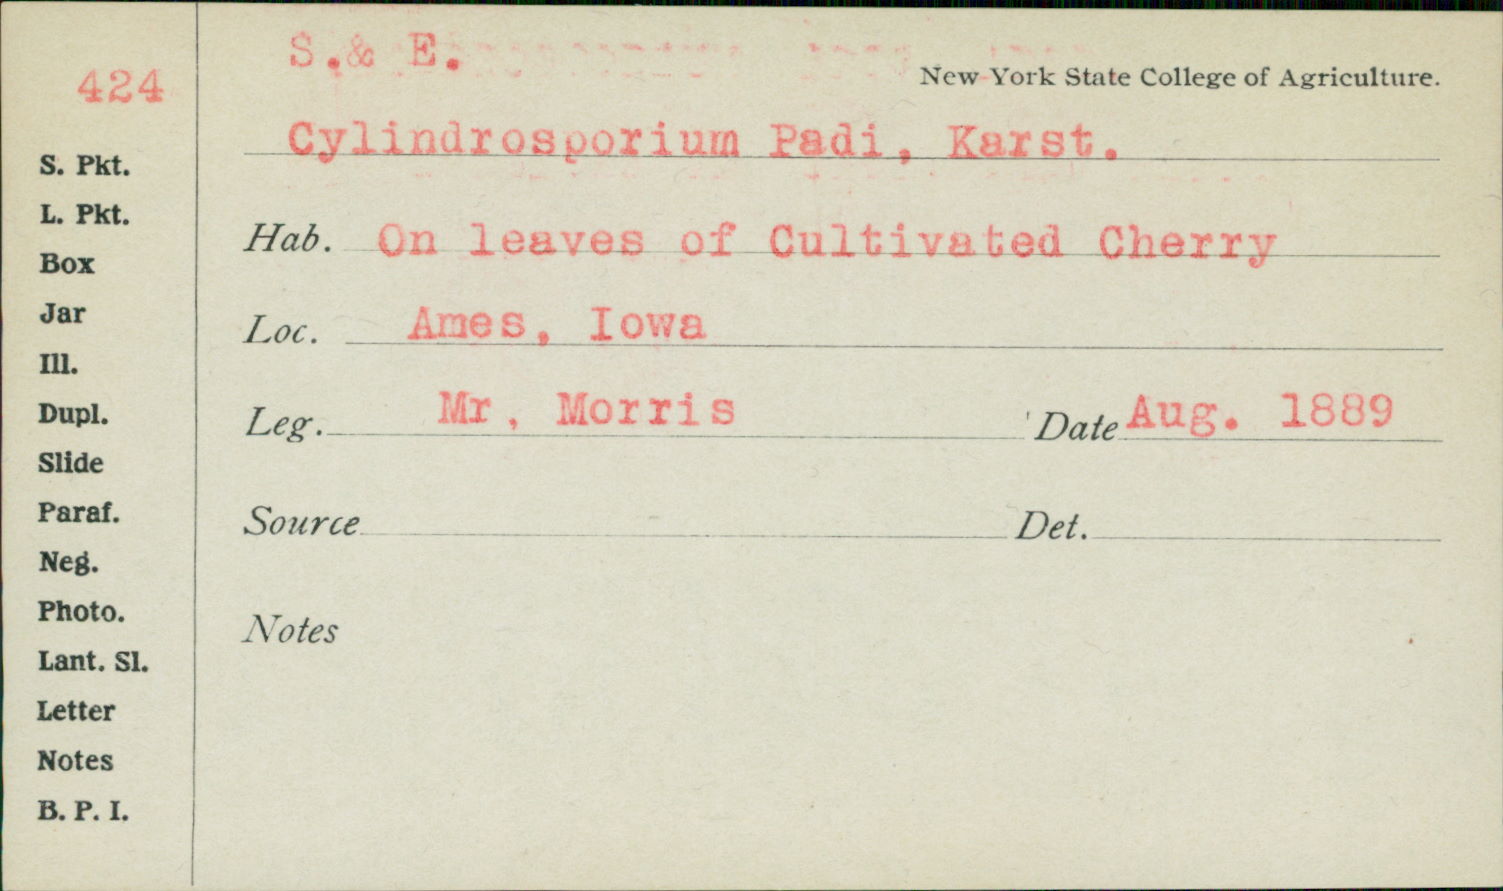 S.& E.
424
New York State College of Agriculture.
Cylindrosporium Padi, Karst.
S. Pkt.
L. Pkt.
Hab. On leaves of Cultivated Cherry
Box
Jar
Loc. Ames, Iowa
Ill.
Dupl.
Leg. Mr, Morris Date Aug. 1889
Slide
Paraf.
Source Det.
Neg.
Photo.
Notes
Lant. Sl.
Letter
Notes
B. P. I.